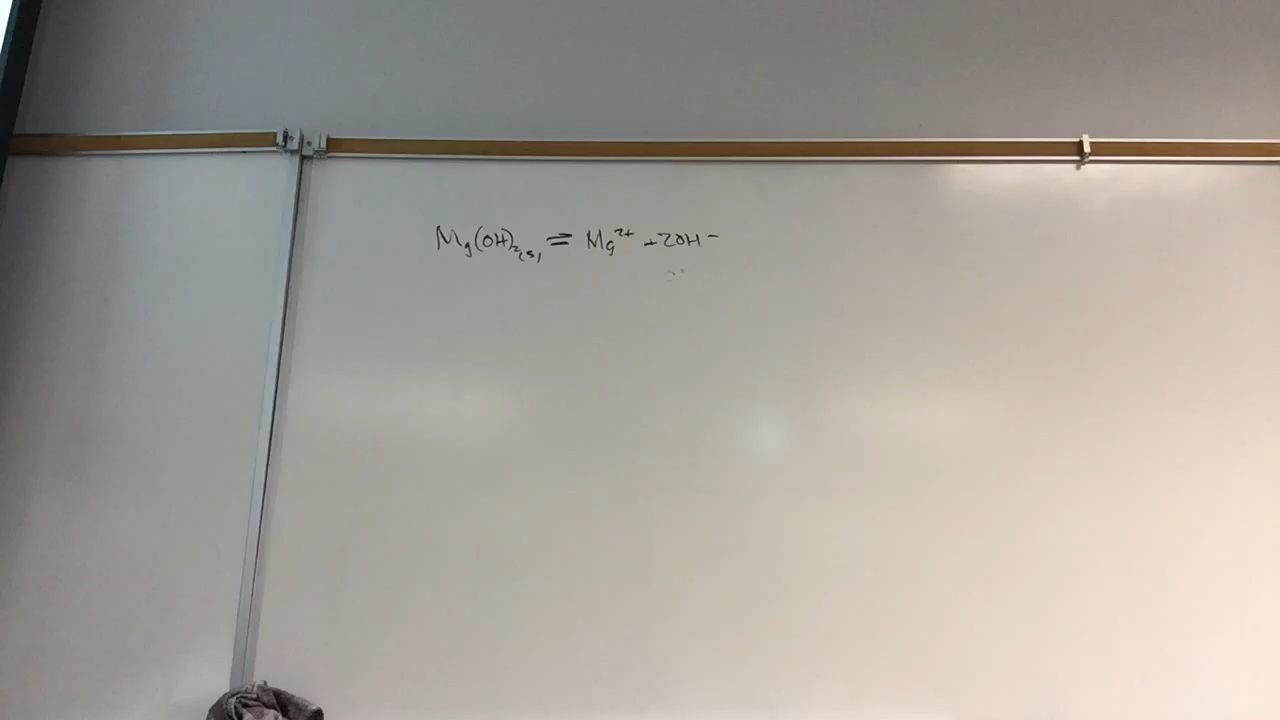 Mg(OH)₂(s) ⇌ Mg²⁺ + 2OH⁻